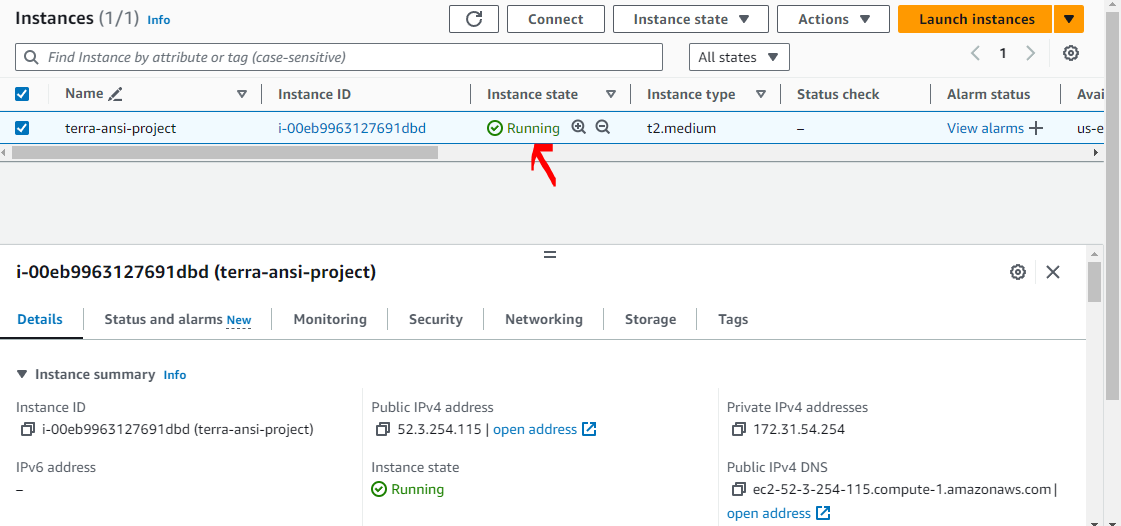 Instances (1/1) Info Connect Instance state Actions Launch instances
Find Instance by attribute or tag (case-sensitive) All states 1
Name Instance ID Instance state Instance type Status check Alarm status Avai
terra-ansi-project i-00eb9963127691dbd Running t2.medium – View alarms us-e
i-00eb9963127691dbd (terra-ansi-project)
Details Status and alarms New Monitoring Security Networking Storage Tags
Instance summary Info
Instance ID Public IPv4 address Private IPv4 addresses
i-00eb9963127691dbd (terra-ansi-project) 52.3.254.115 | open address 172.31.54.254
IPv6 address Instance state Public IPv4 DNS
– Running ec2-52-3-254-115.compute-1.amazonaws.com |
open address